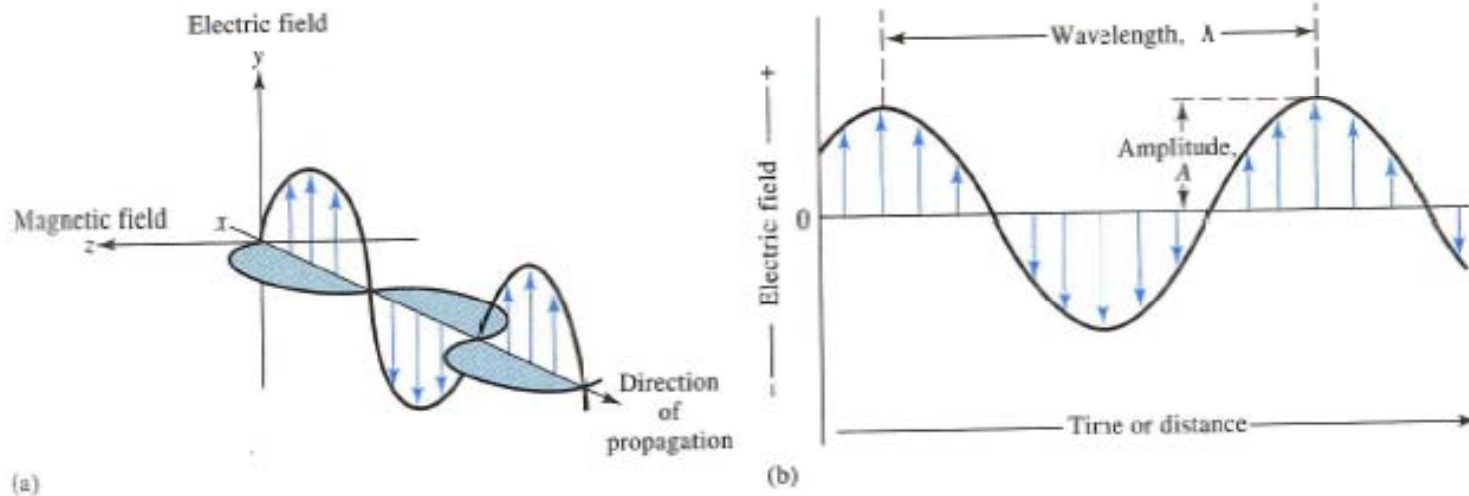 Electric field
y
Magnetic field
x
z
Direction
of
propagation
(a)
Wavelength, λ
+
Electric field
−
0
Amplitude,
A
Time or distance
(b)